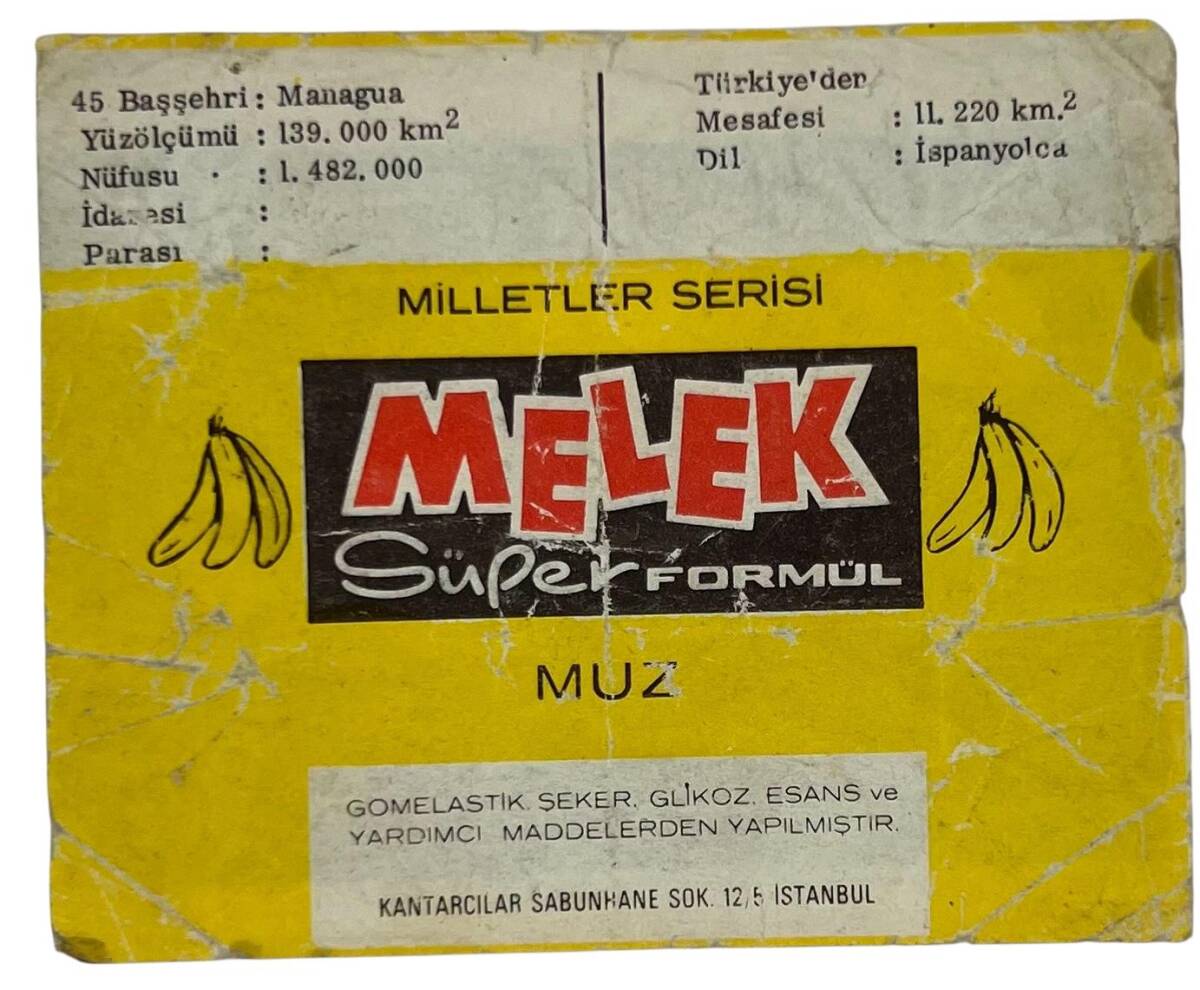 45 Başşehri : Managua
Yüzölçümü : 139.000 km²
Nüfusu : 1.482.000
İdaresi :
Parası :
Türkiye'den
Mesafesi : 11.220 km.²
Dil : İspanyolca
MİLLETLER SERİSİ
MELEK
Süper FORMÜL
MUZ
GOMELASTİK, ŞEKER, GLİKOZ, ESANS ve
YARDIMCI MADDELERDEN YAPILMIŞTIR.
KANTARCILAR SABUNHANE SOK. 12/5 İSTANBUL